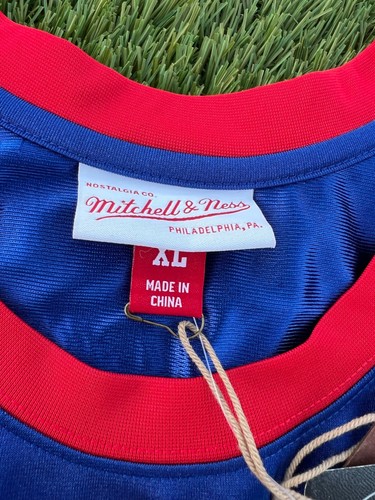 NOSTALGIA CO.
Mitchell & Ness
PHILADELPHIA, PA.
XL
MADE IN
CHINA